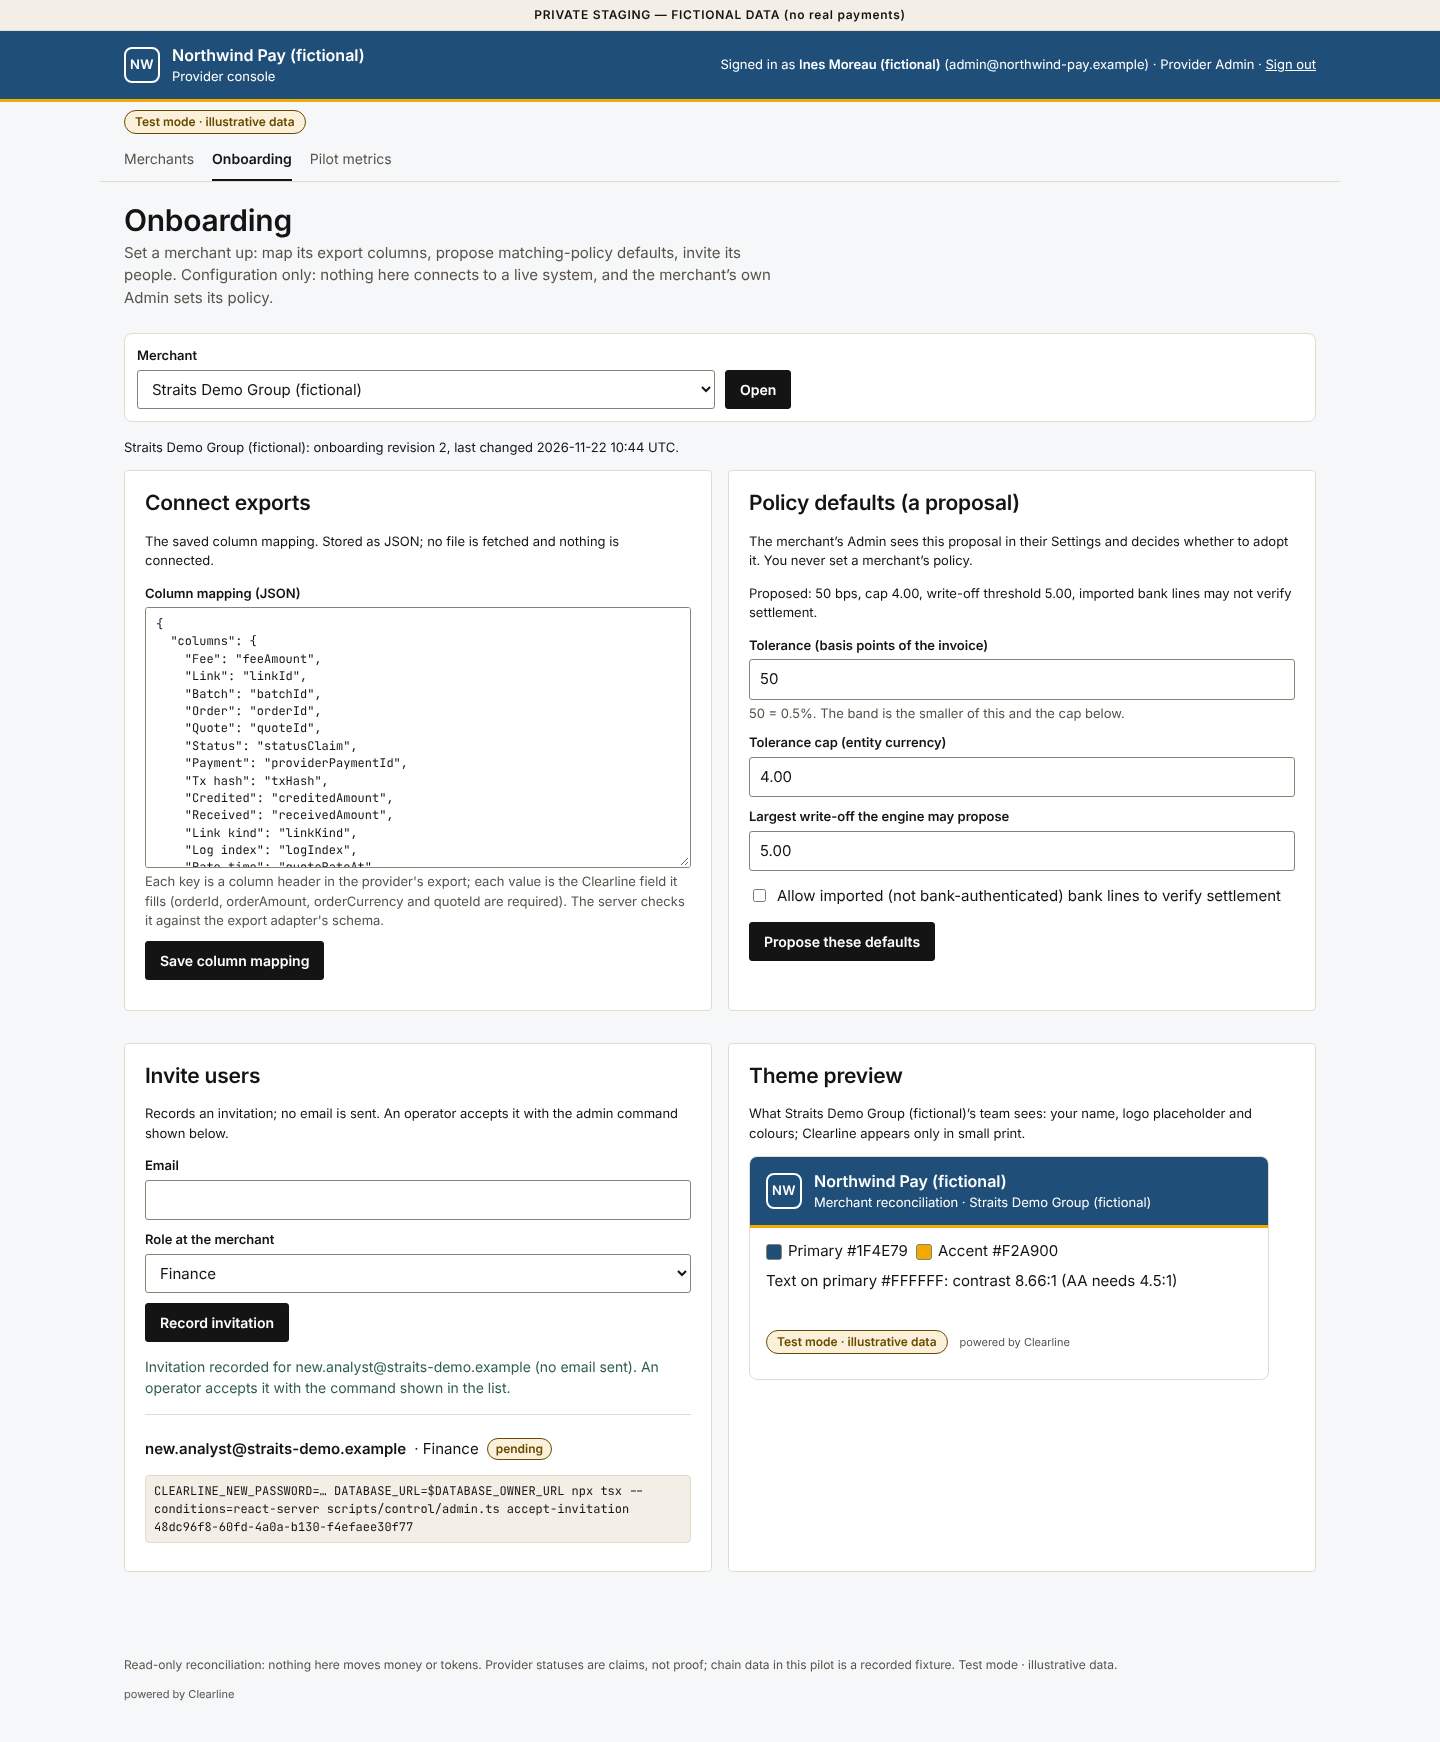 PRIVATE STAGING — FICTIONAL DATA (no real payments)
NW
Northwind Pay (fictional)
Provider console
Signed in as Ines Moreau (fictional) (admin@northwind-pay.example) · Provider Admin · Sign out
Test mode · illustrative data
Merchants Onboarding Pilot metrics
Onboarding
Set a merchant up: map its export columns, propose matching-policy defaults, invite its
people. Configuration only: nothing here connects to a live system, and the merchant’s own
Admin sets its policy.
Merchant
Straits Demo Group (fictional)
Open
Straits Demo Group (fictional): onboarding revision 2, last changed 2026-11-22 10:44 UTC.
Connect exports
The saved column mapping. Stored as JSON; no file is fetched and nothing is
connected.
Column mapping (JSON)
{
"columns": {
"Fee": "feeAmount",
"Link": "linkId",
"Batch": "batchId",
"Order": "orderId",
"Quote": "quoteId",
"Status": "statusClaim",
"Payment": "providerPaymentId",
"Tx hash": "txHash",
"Credited": "creditedAmount",
"Received": "receivedAmount",
"Link kind": "linkKind",
"Log index": "logIndex",
"Rate time": "quoteRateAt"
Each key is a column header in the provider's export; each value is the Clearline field it
fills (orderId, orderAmount, orderCurrency and quoteId are required). The server checks
it against the export adapter's schema.
Save column mapping
Policy defaults (a proposal)
The merchant’s Admin sees this proposal in their Settings and decides whether to adopt
it. You never set a merchant’s policy.
Proposed: 50 bps, cap 4.00, write-off threshold 5.00, imported bank lines may not verify
settlement.
Tolerance (basis points of the invoice)
50
50 = 0.5%. The band is the smaller of this and the cap below.
Tolerance cap (entity currency)
4.00
Largest write-off the engine may propose
5.00
Allow imported (not bank-authenticated) bank lines to verify settlement
Propose these defaults
Invite users
Records an invitation; no email is sent. An operator accepts it with the admin command
shown below.
Email
Role at the merchant
Finance
Record invitation
Invitation recorded for new.analyst@straits-demo.example (no email sent). An
operator accepts it with the command shown in the list.
new.analyst@straits-demo.example · Finance pending
CLEARLINE_NEW_PASSWORD=… DATABASE_URL=$DATABASE_OWNER_URL npx tsx --
conditions=react-server scripts/control/admin.ts accept-invitation
48dc96f8-60fd-4a0a-b130-f4efaee30f77
Theme preview
What Straits Demo Group (fictional)’s team sees: your name, logo placeholder and
colours; Clearline appears only in small print.
NW
Northwind Pay (fictional)
Merchant reconciliation · Straits Demo Group (fictional)
Primary #1F4E79 Accent #F2A900
Text on primary #FFFFFF: contrast 8.66:1 (AA needs 4.5:1)
Test mode · illustrative data powered by Clearline
Read-only reconciliation: nothing here moves money or tokens. Provider statuses are claims, not proof; chain data in this pilot is a recorded fixture. Test mode · illustrative data.
powered by Clearline